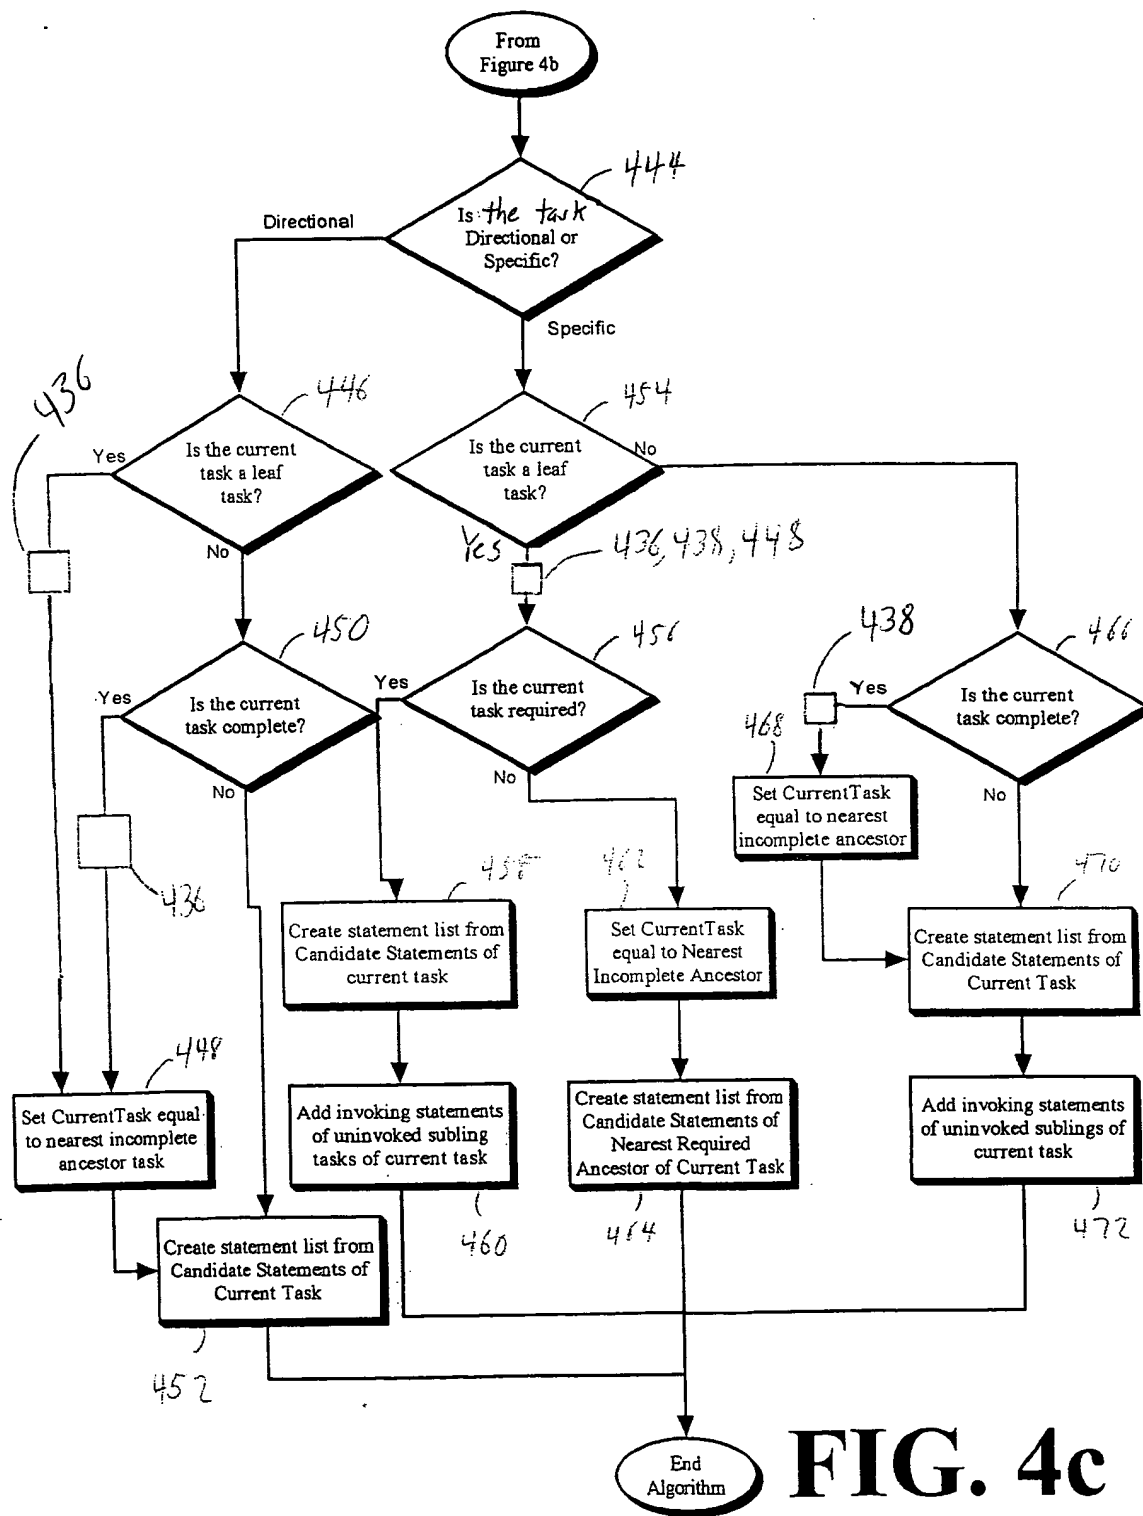 From
Figure 4b
444
Is the task
Directional or
Specific?
Directional
Specific
436
446
454
Yes
Is the current
task a leaf
task?
No
Is the current
task a leaf
task?
No
Yes
436, 438, 448
450
456
438
466
Yes
Is the current
task complete?
No
Yes
Is the current
task required?
No
Yes
Is the current
task complete?
No
468
Set CurrentTask
equal to nearest
incomplete ancestor
436
458
462
470
Create statement list from
Candidate Statements of
current task
Set CurrentTask
equal to Nearest
Incomplete Ancestor
Create statement list from
Candidate Statements of
Current Task
448
Set CurrentTask equal
to nearest incomplete
ancestor task
Add invoking statements
of uninvoked subling
tasks of current task
Create statement list from
Candidate Statements of
Nearest Required
Ancestor of Current Task
Add invoking statements
of uninvoked sublings of
current task
460
464
472
Create statement list from
Candidate Statements of
Current Task
452
End
Algorithm
FIG. 4c